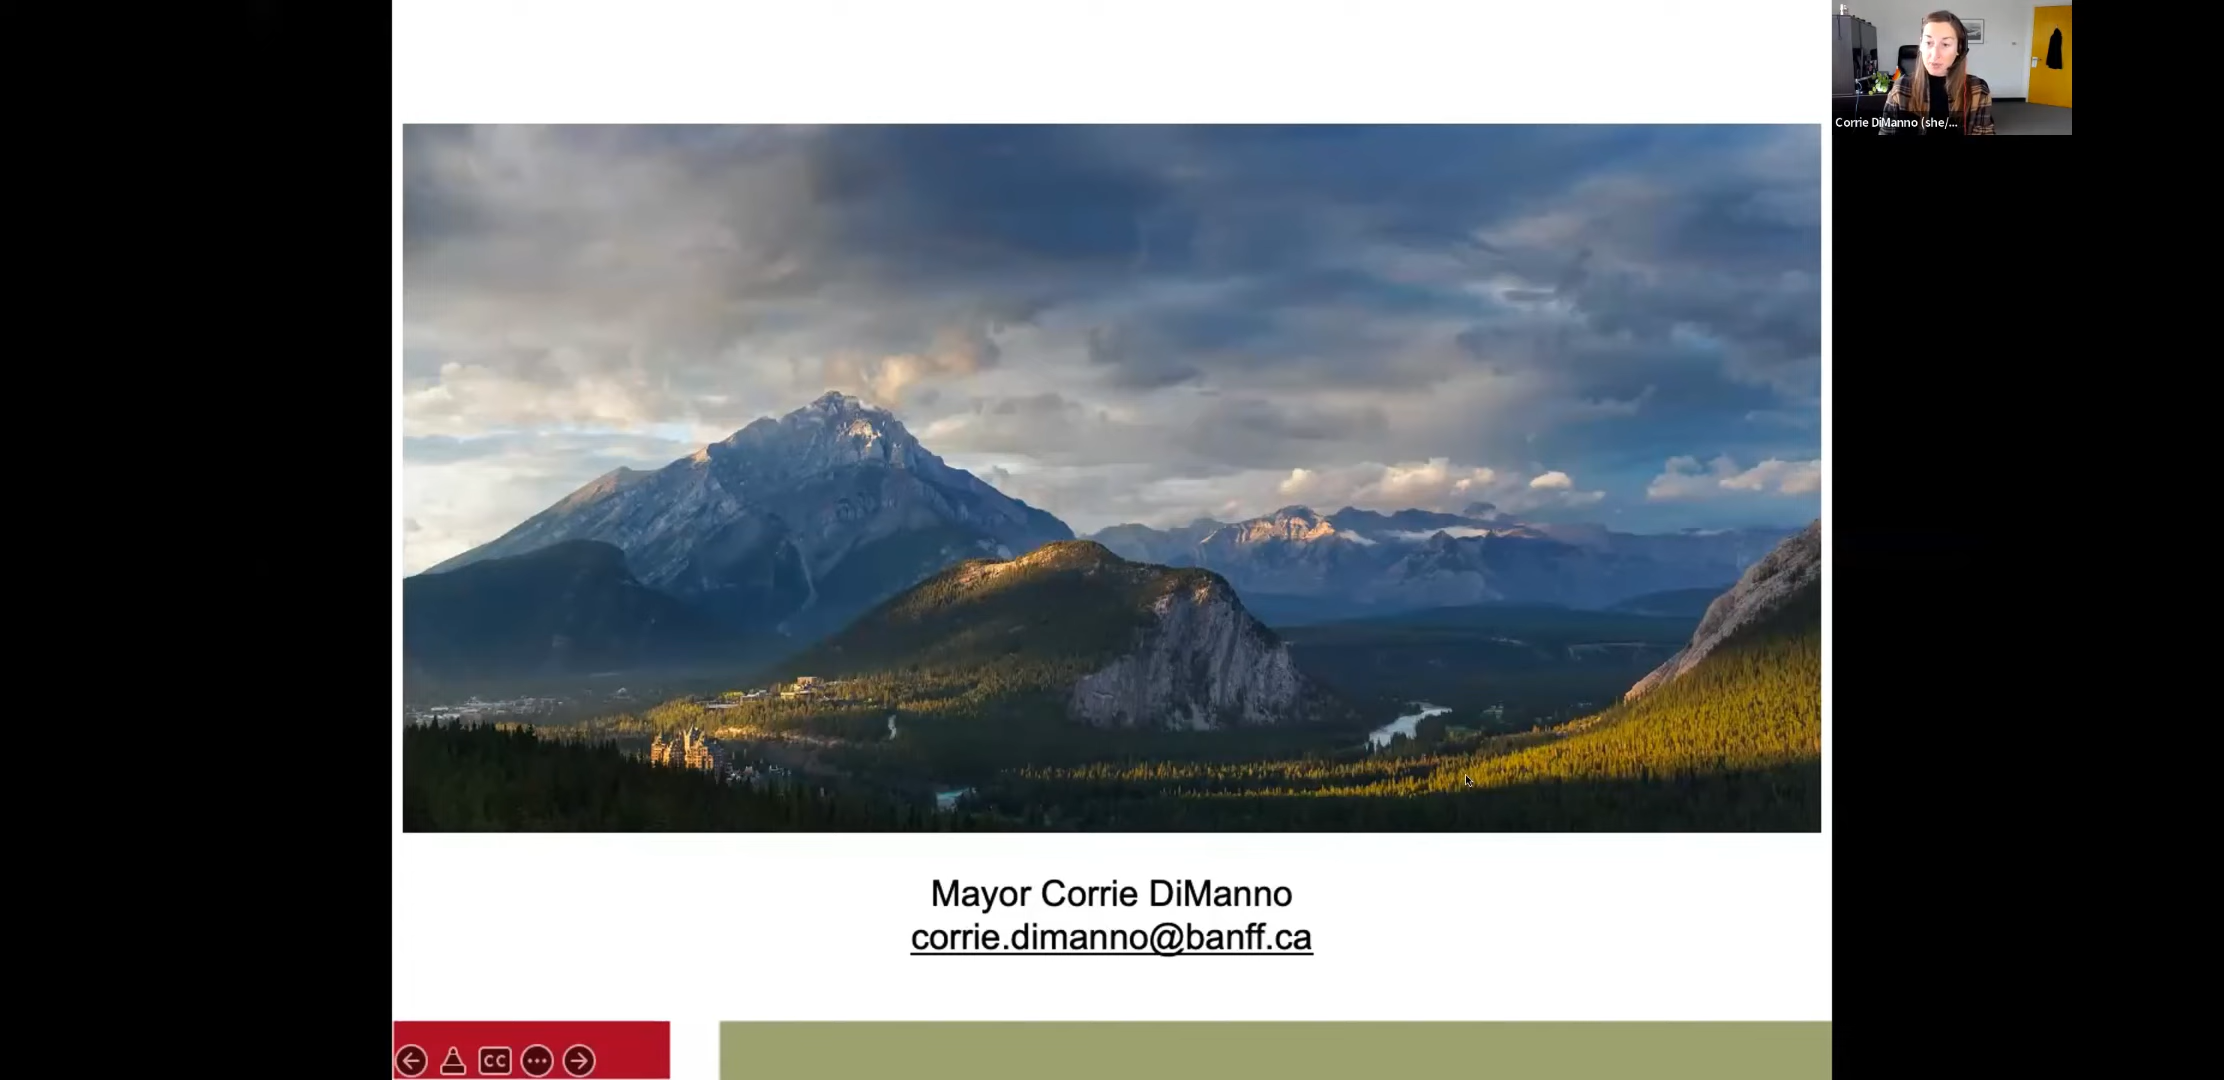 Corrie DiManno (she/...
Mayor Corrie DiManno
corrie.dimanno@banff.ca
CC